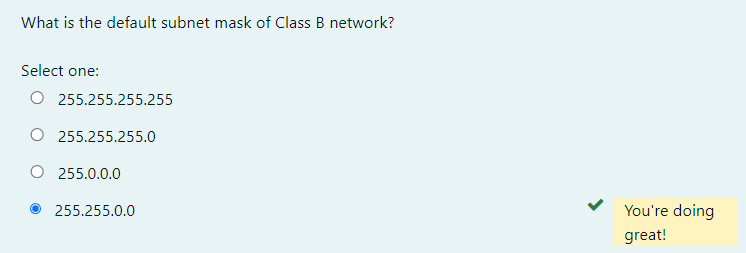 What is the default subnet mask of Class B network?
Select one:
255.255.255.255
255.255.255.0
255.0.0.0
255.255.0.0
You're doing
great!